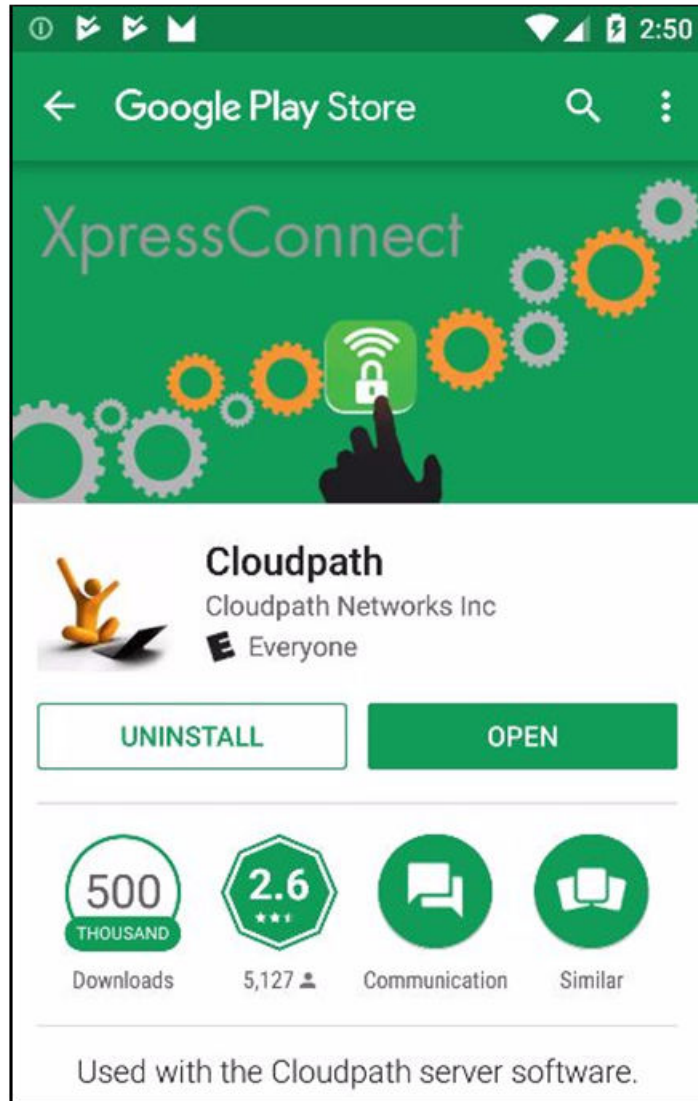 2:50
Google Play Store
XpressConnect
Cloudpath
Cloudpath Networks Inc
E Everyone
UNINSTALL OPEN
500 2.6
THOUSAND
Downloads 5,127 Communication Similar
Used with the Cloudpath server software.